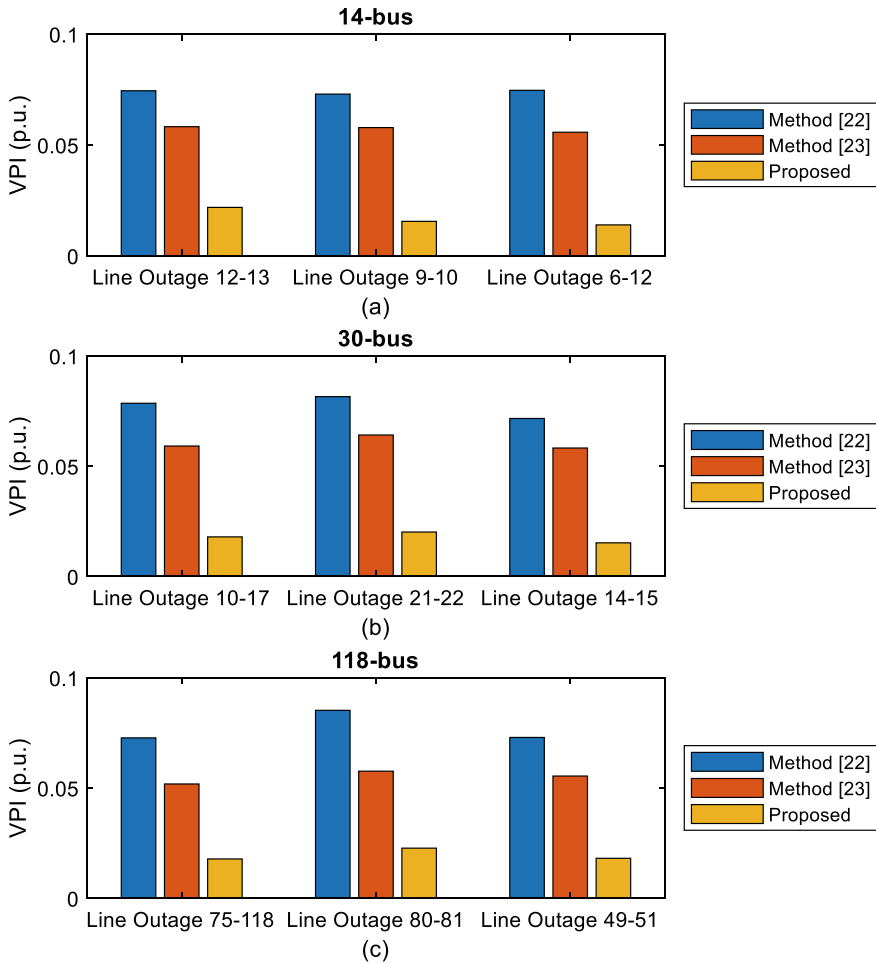 14-bus
0.1
0.05
0
VPI (p.u.)
Line Outage 12-13
Line Outage 9-10
Line Outage 6-12
(a)
Method [22]
Method [23]
Proposed
30-bus
0.1
0.05
0
VPI (p.u.)
Line Outage 10-17
Line Outage 21-22
Line Outage 14-15
(b)
Method [22]
Method [23]
Proposed
118-bus
0.1
0.05
0
VPI (p.u.)
Line Outage 75-118
Line Outage 80-81
Line Outage 49-51
(c)
Method [22]
Method [23]
Proposed